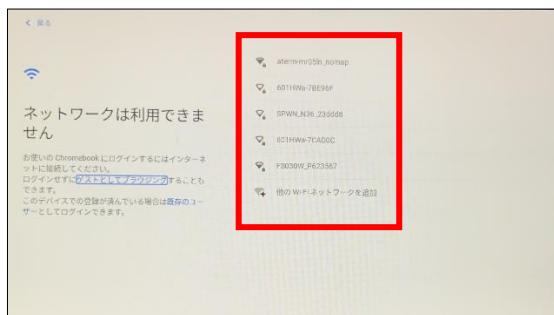 戻る
ネットワークは利用できま
せん
お使いの Chromebook にログインするにはインターネ
ットに接続してください。
ログインせずにゲストとしてブラウジングすることも
できます。
このデバイスでの登録が済んでいる場合は既存のユー
ザーとしてログインできます。
aterm-mr05ln_nomap
601HWa-7BE96F
SPWN_N36_23ddd8
601HWa-7CAD0C
FS030W_P623567
他の Wi-Fi ネットワークを追加